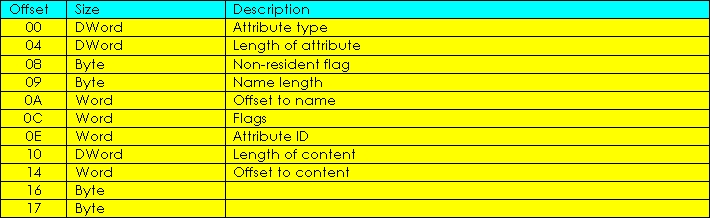 Offset Size Description
00 DWord Attribute type
04 DWord Length of attribute
08 Byte Non-resident flag
09 Byte Name length
0A Word Offset to name
0C Word Flags
0E Word Attribute ID
10 DWord Length of content
14 Word Offset to content
16 Byte
17 Byte